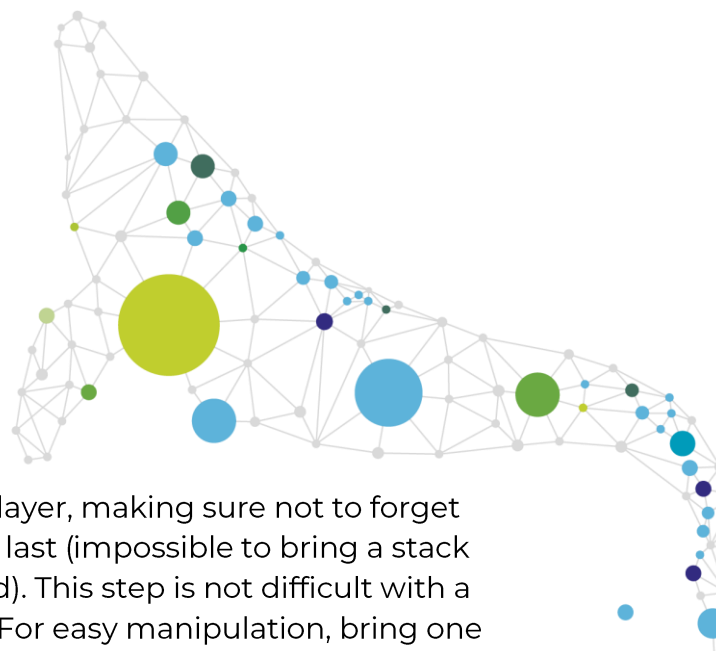 layer, making sure not to forget
last (impossible to bring a stack
d). This step is not difficult with a
For easy manipulation, bring one